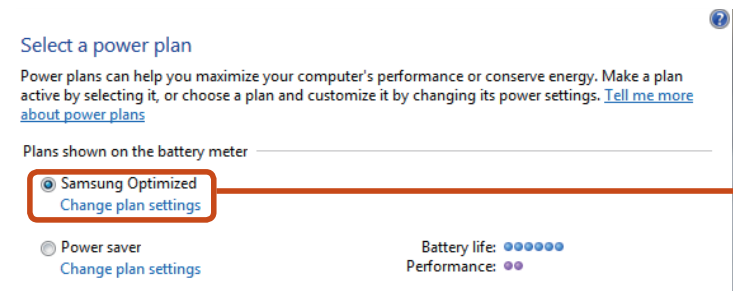 ?
Select a power plan
Power plans can help you maximize your computer's performance or conserve energy. Make a plan
active by selecting it, or choose a plan and customize it by changing its power settings. Tell me more
about power plans
Plans shown on the battery meter
Samsung Optimized
Change plan settings
Power saver Battery life:
Change plan settings Performance: